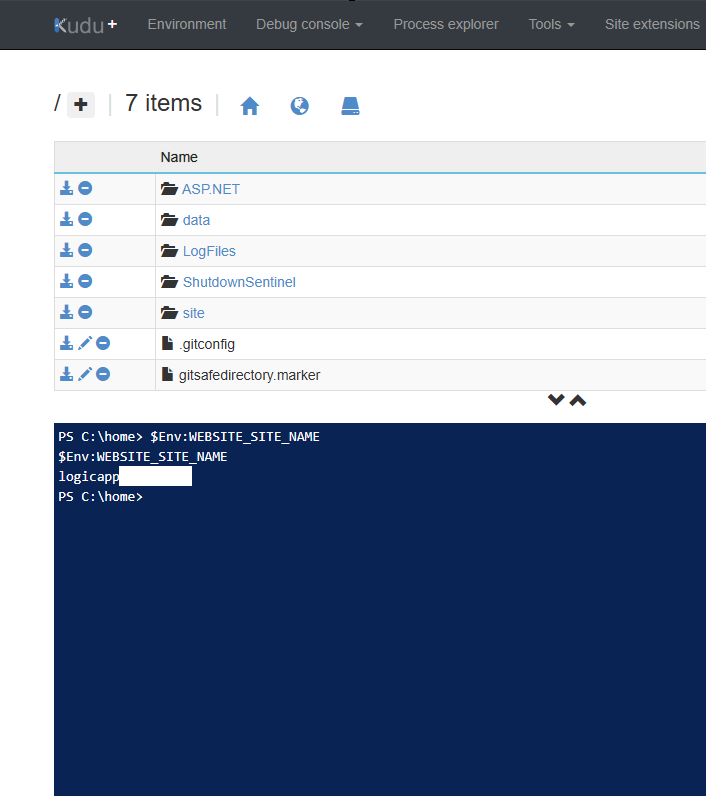 Kudu+ Environment Debug console Process explorer Tools Site extensions
/ + | 7 items |
Name
ASP.NET
data
LogFiles
ShutdownSentinel
site
.gitconfig
gitsafedirectory.marker
PS C:\home> $Env:WEBSITE_SITE_NAME
$Env:WEBSITE_SITE_NAME
logicapp
PS C:\home>